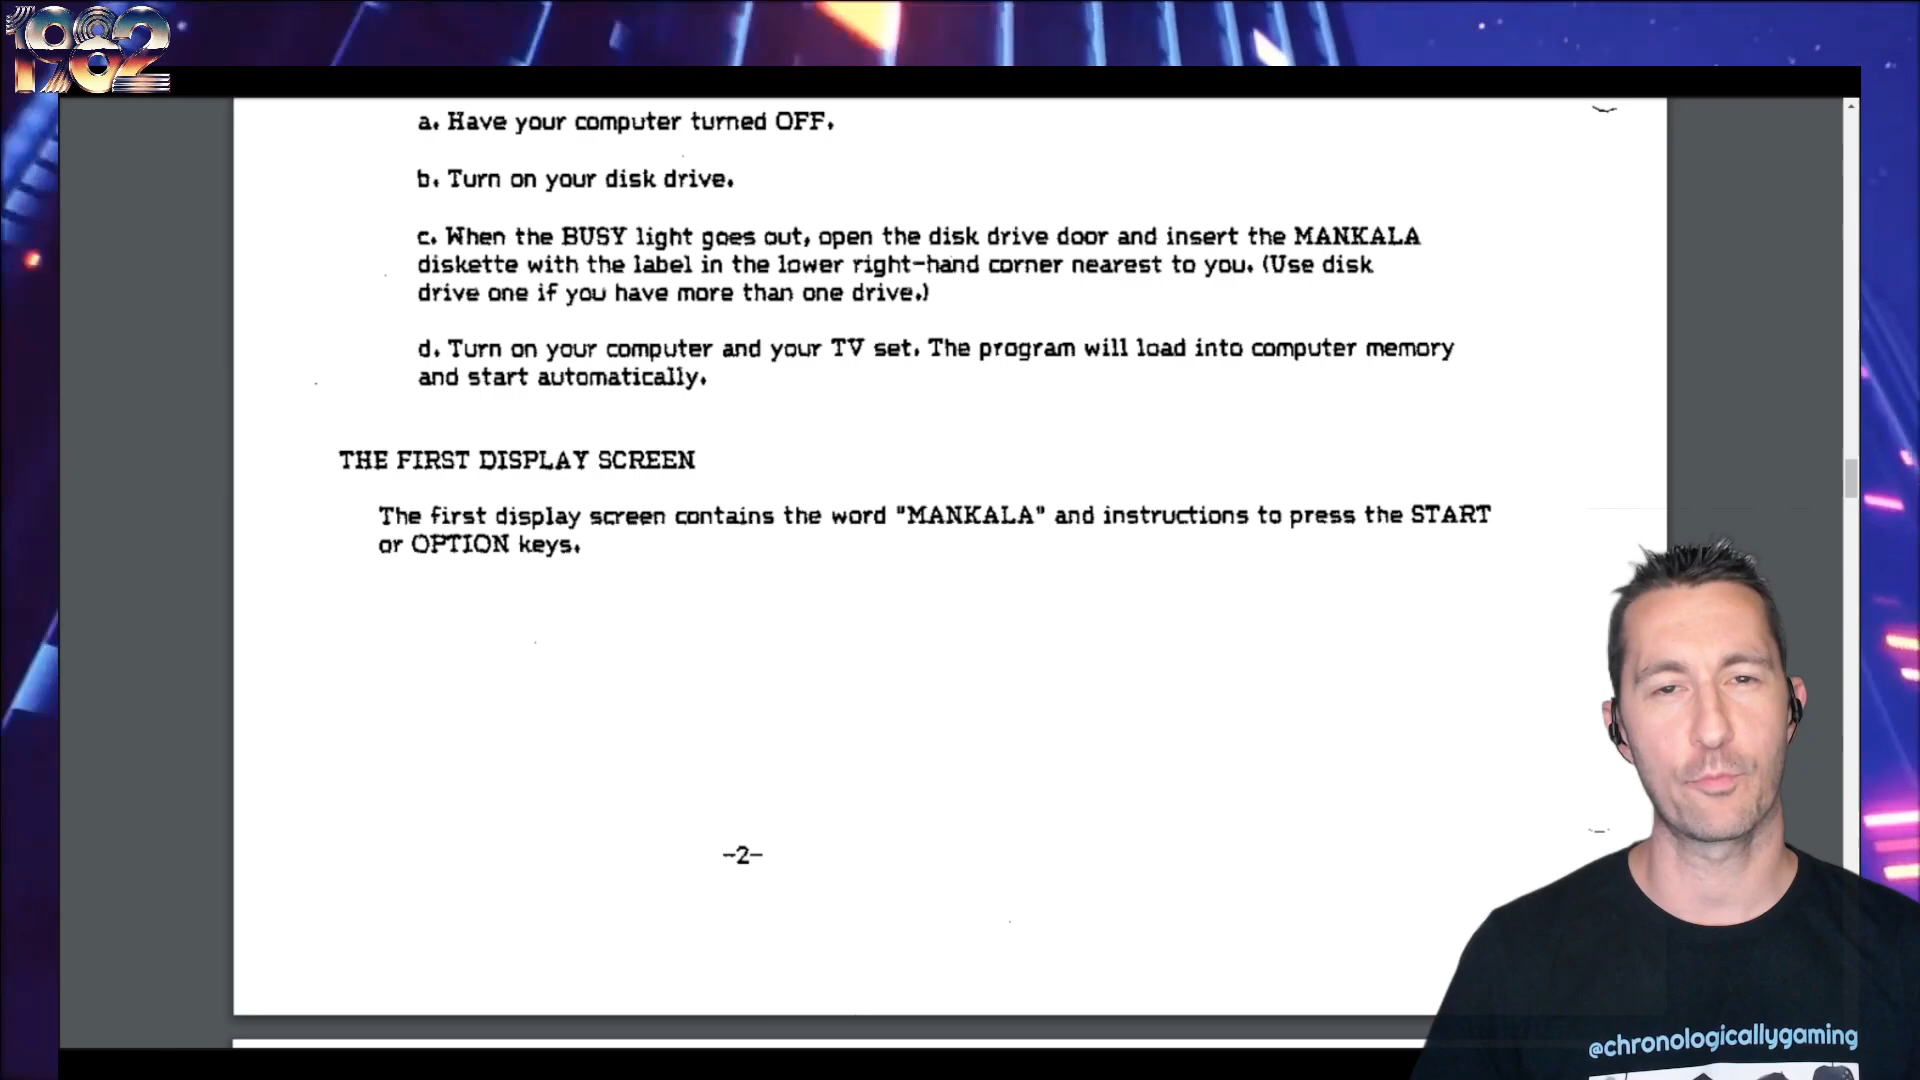 1982
a. Have your computer turned OFF.
b. Turn on your disk drive.
c. When the BUSY light goes out, open the disk drive door and insert the MANKALA
diskette with the label in the lower right-hand corner nearest to you. (Use disk
drive one if you have more than one drive.)
d. Turn on your computer and your TV set. The program will load into computer memory
and start automatically.
THE FIRST DISPLAY SCREEN
The first display screen contains the word "MANKALA" and instructions to press the START
or OPTION keys.
-2-
@chronologicallygaming